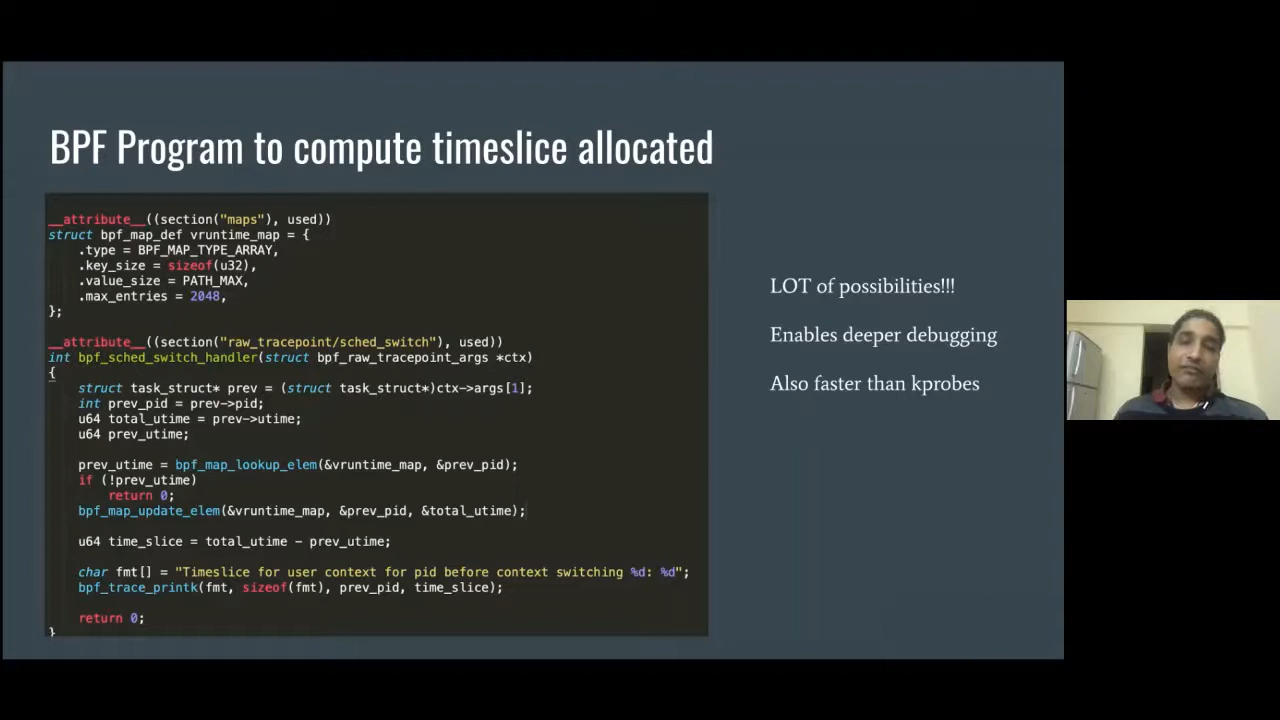 BPF Program to compute timeslice allocated
__attribute__((section("maps"), used))
struct bpf_map_def vruntime_map = {
    .type = BPF_MAP_TYPE_ARRAY,
    .key_size = sizeof(u32),
    .value_size = PATH_MAX,
    .max_entries = 2048,
};
__attribute__((section("raw_tracepoint/sched_switch"), used))
int bpf_sched_switch_handler(struct bpf_raw_tracepoint_args *ctx)
{
    struct task_struct* prev = (struct task_struct*)ctx->args[1];
    int prev_pid = prev->pid;
    u64 total_utime = prev->utime;
    u64 prev_utime;
    prev_utime = bpf_map_lookup_elem(&vruntime_map, &prev_pid);
    if (!prev_utime)
        return 0;
    bpf_map_update_elem(&vruntime_map, &prev_pid, &total_utime);
    u64 time_slice = total_utime - prev_utime;
    char fmt[] = "Timeslice for user context for pid before context switching %d: %d";
    bpf_trace_printk(fmt, sizeof(fmt), prev_pid, time_slice);
    return 0;
}
LOT of possibilities!!!
Enables deeper debugging
Also faster than kprobes